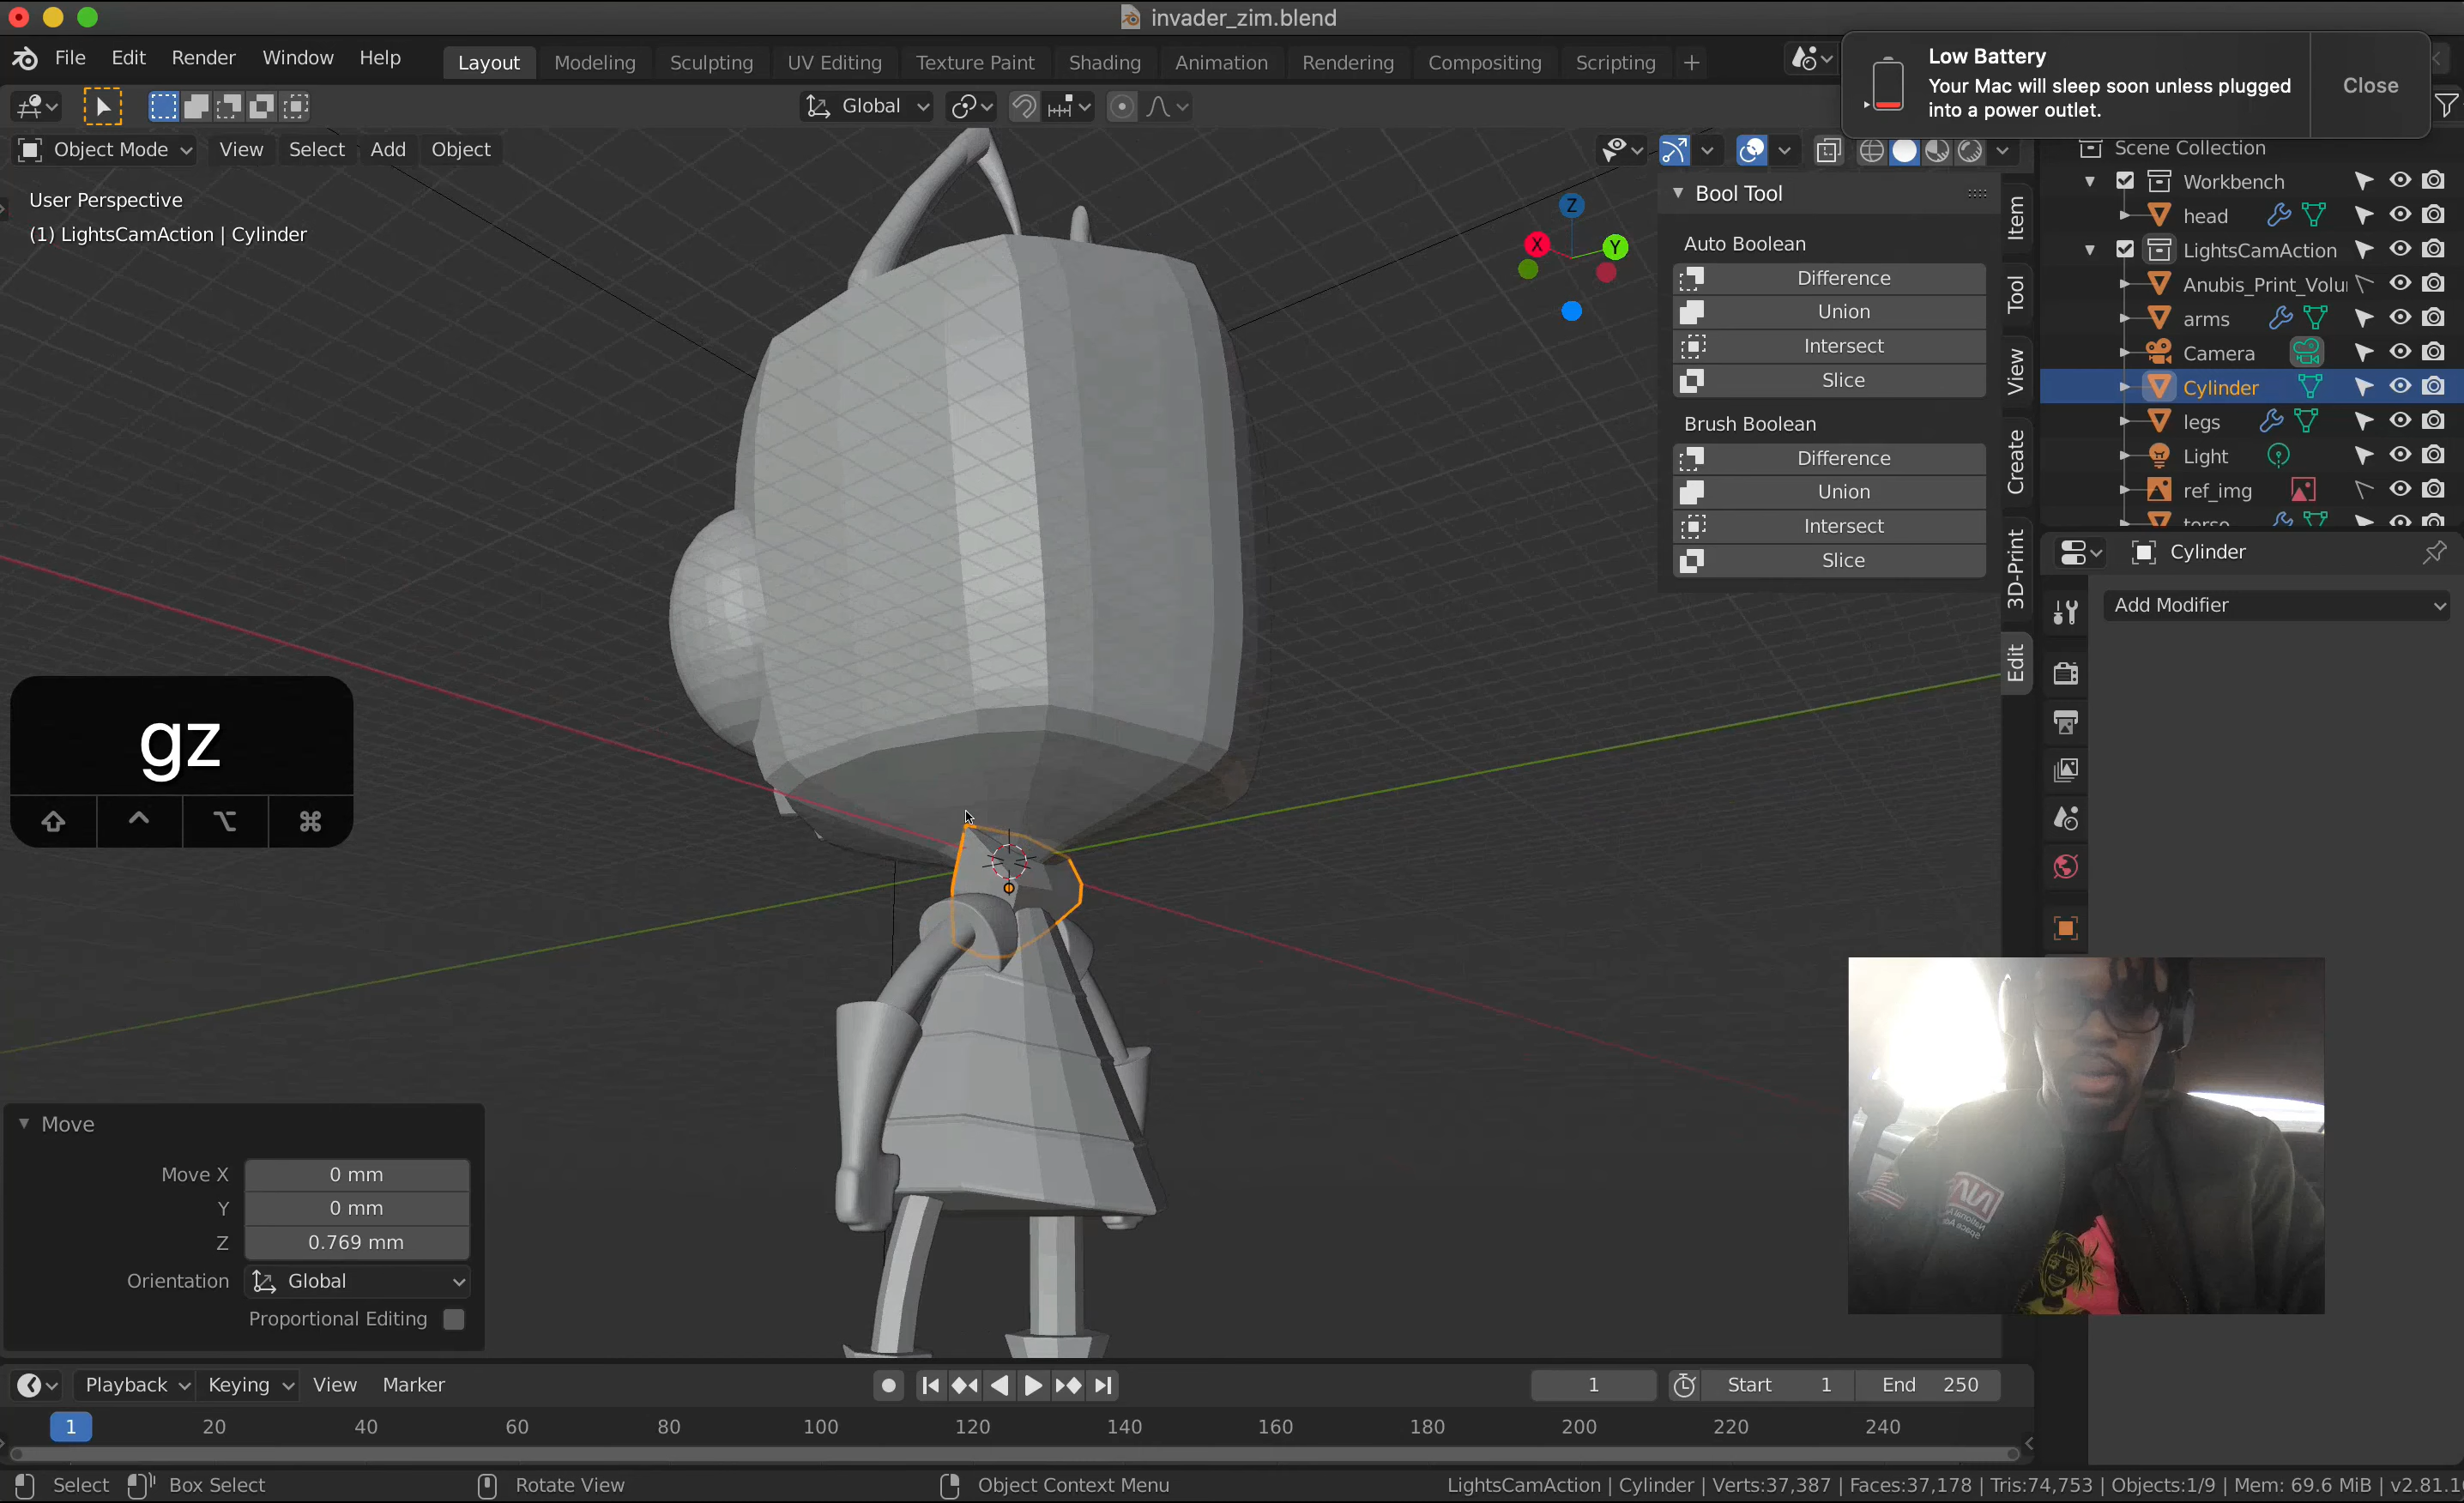 invader_zim.blend
File Edit Render Window Help
Layout Modeling Sculpting UV Editing Texture Paint Shading Animation Rendering Compositing Scripting +
Low Battery
Your Mac will sleep soon unless plugged
into a power outlet.
Close
Global
Object Mode View Select Add Object
User Perspective
(1) LightsCamAction | Cylinder
Z
X
Y
Bool Tool
Auto Boolean
Difference
Union
Intersect
Slice
Brush Boolean
Difference
Union
Intersect
Slice
Item
Tool
View
Create
3D-Print
Edit
Scene Collection
Workbench
head
LightsCamAction
Anubis_Print_Volu
arms
Camera
Cylinder
legs
Light
ref_img
torso
Cylinder
Add Modifier
gz
⇧ ⌃ ⌥ ⌘
Move
Move X 0 mm
Y 0 mm
Z 0.769 mm
Orientation Global
Proportional Editing
Playback Keying View Marker
1 Start 1 End 250
1 20 40 60 80 100 120 140 160 180 200 220 240
Select Box Select Rotate View Object Context Menu
LightsCamAction | Cylinder | Verts:37,387 | Faces:37,178 | Tris:74,753 | Objects:1/9 | Mem: 69.6 MiB | v2.81.1